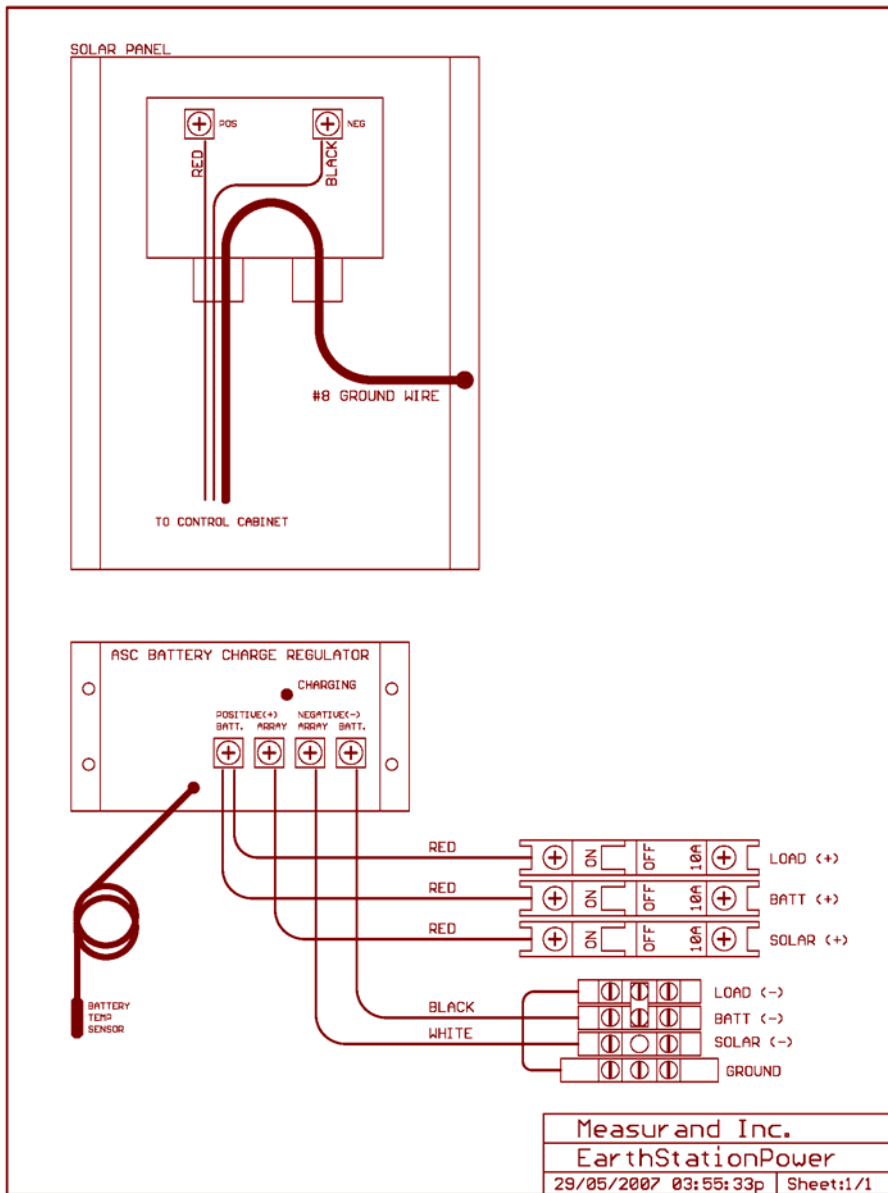 SOLAR PANEL
POS
NEG
RED
BLACK
#8 GROUND WIRE
TO CONTROL CABINET
ASC BATTERY CHARGE REGULATOR
CHARGING
POSITIVE(+) NEGATIVE(-)
BATT. ARRAY ARRAY BATT.
RED ON OFF 10A LOAD (+)
RED ON OFF 10A BATT (+)
RED ON OFF 10A SOLAR (+)
BATTERY
TEMP
SENSOR
LOAD (-)
BLACK BATT (-)
WHITE SOLAR (-)
GROUND
Measurand Inc.
EarthStationPower
29/05/2007 03:55:33p Sheet:1/1